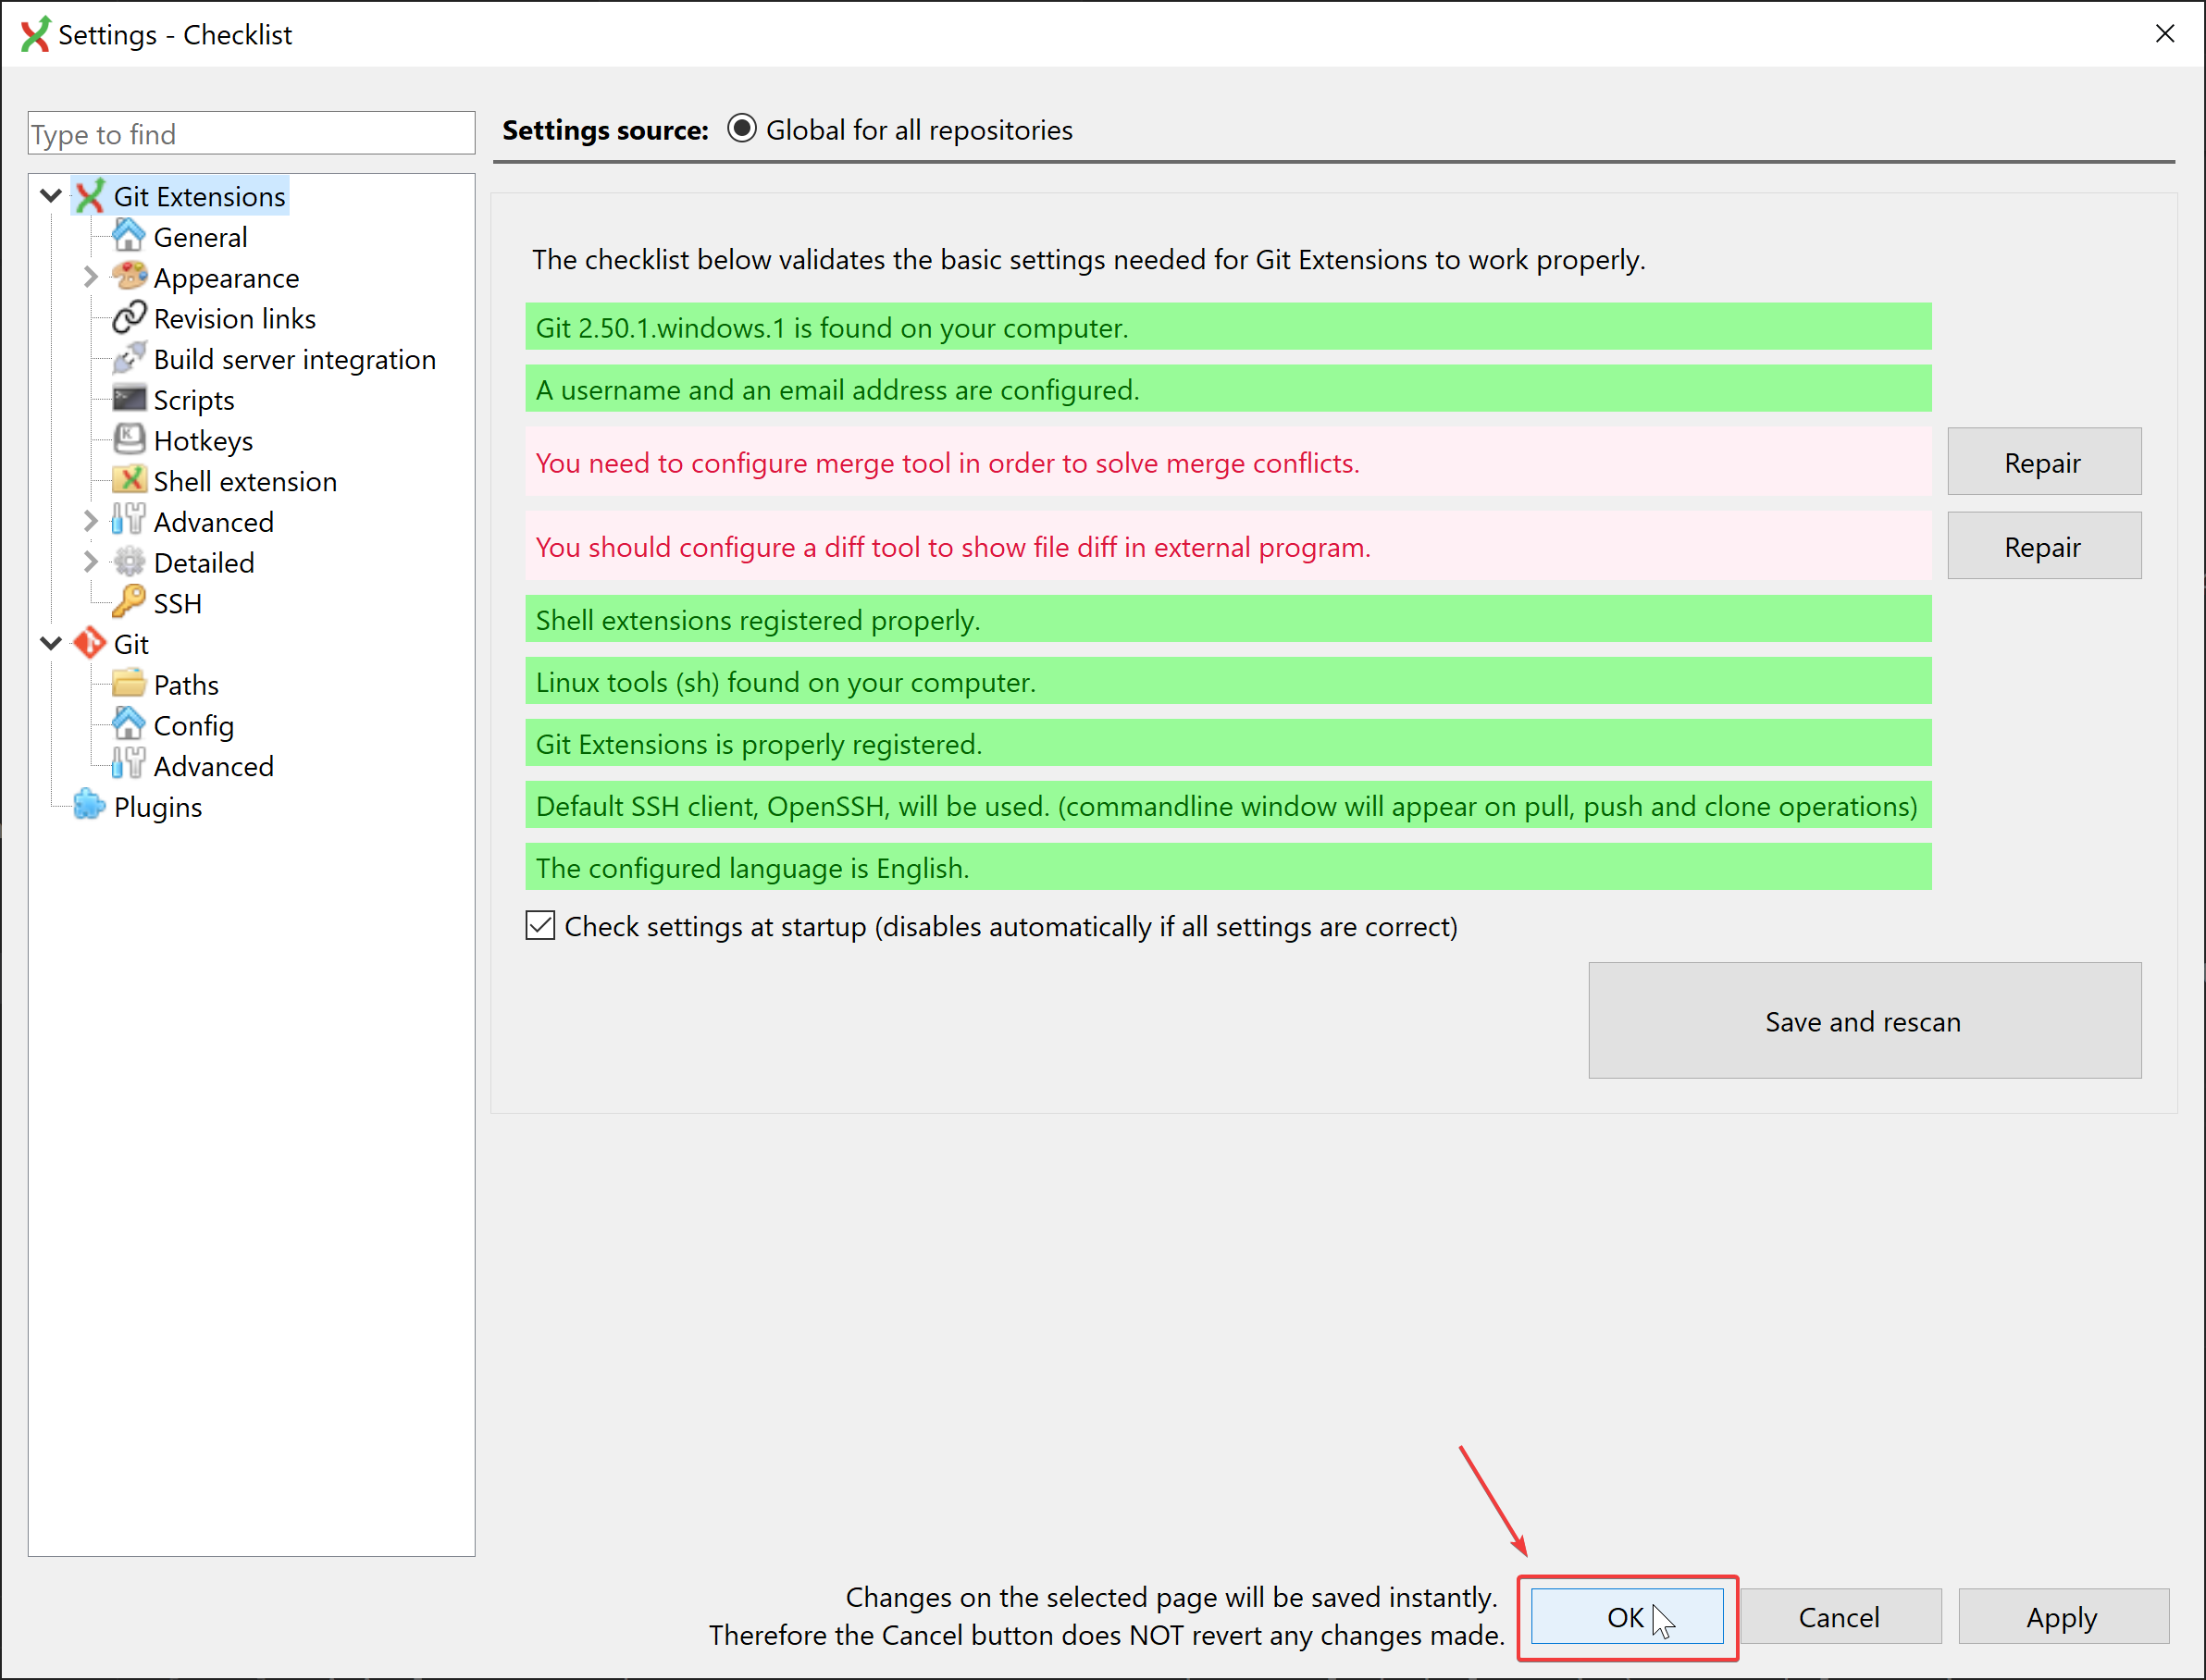 Settings - Checklist
Type to find
Git Extensions
General
Appearance
Revision links
Build server integration
Scripts
Hotkeys
Shell extension
Advanced
Detailed
SSH
Git
Paths
Config
Advanced
Plugins
Settings source: Global for all repositories
The checklist below validates the basic settings needed for Git Extensions to work properly.
Git 2.50.1.windows.1 is found on your computer.
A username and an email address are configured.
You need to configure merge tool in order to solve merge conflicts.
Repair
You should configure a diff tool to show file diff in external program.
Repair
Shell extensions registered properly.
Linux tools (sh) found on your computer.
Git Extensions is properly registered.
Default SSH client, OpenSSH, will be used. (commandline window will appear on pull, push and clone operations)
The configured language is English.
Check settings at startup (disables automatically if all settings are correct)
Save and rescan
Changes on the selected page will be saved instantly.
Therefore the Cancel button does NOT revert any changes made.
OK
Cancel
Apply